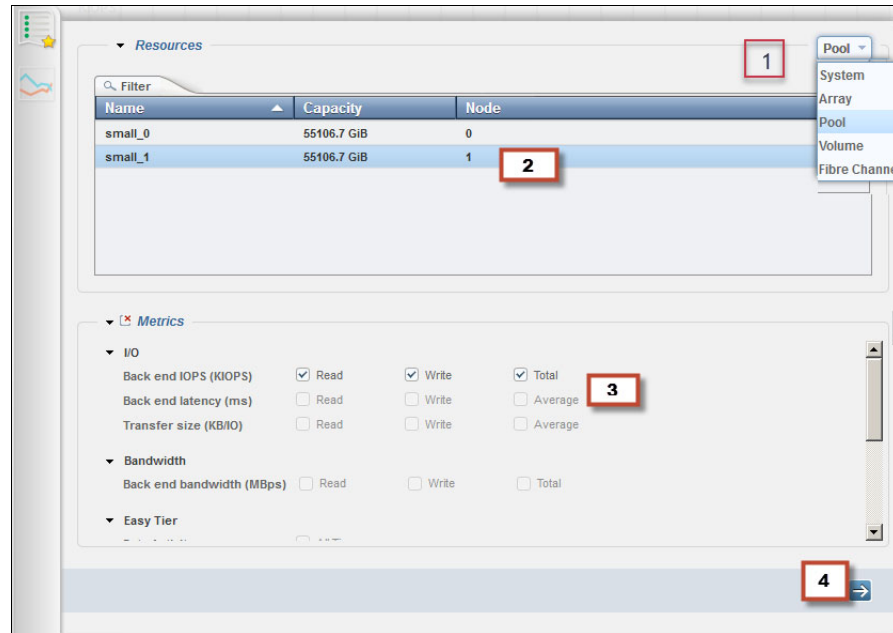 Resources
1
Pool
System
Array
Pool
Volume
Fibre Channe
Filter
Name Capacity Node
small_0 55106.7 GiB 0
small_1 55106.7 GiB 1
2
Metrics
I/O
Back end IOPS (KIOPS) Read Write Total
3
Back end latency (ms) Read Write Average
Transfer size (KB/IO) Read Write Average
Bandwidth
Back end bandwidth (MBps) Read Write Total
Easy Tier
4